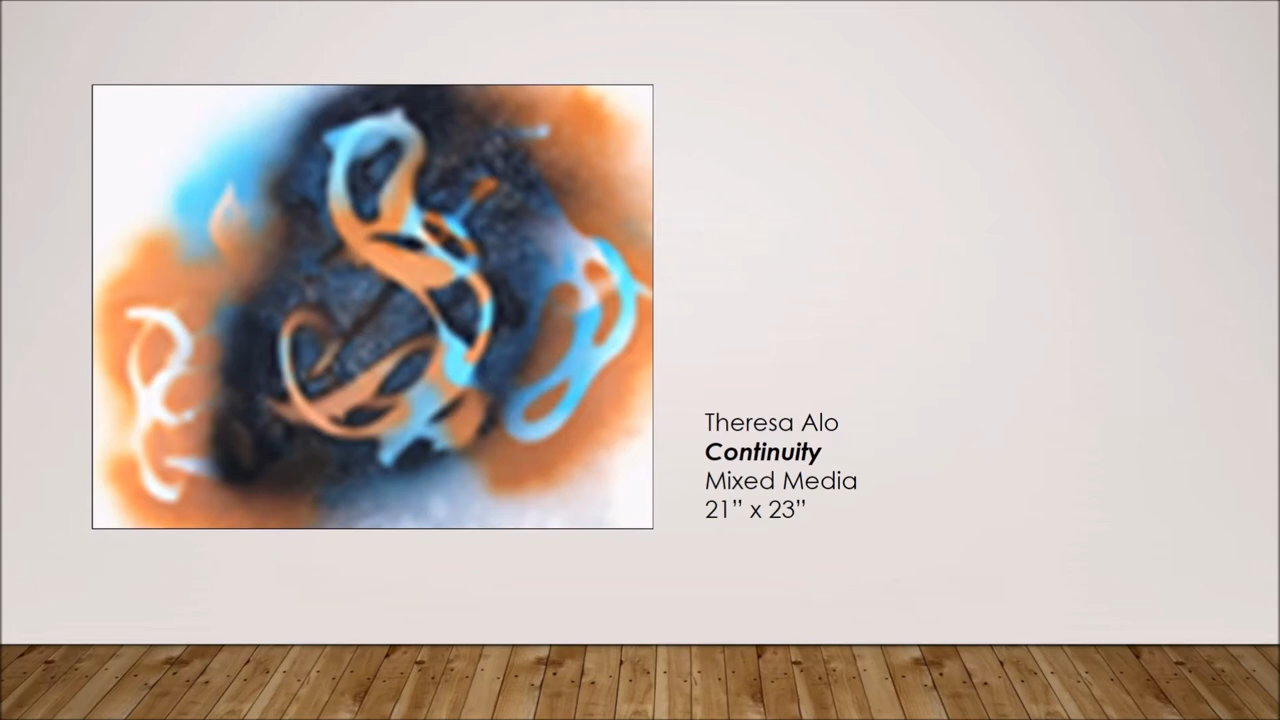 Theresa Alo
Continuity
Mixed Media
21” x 23”